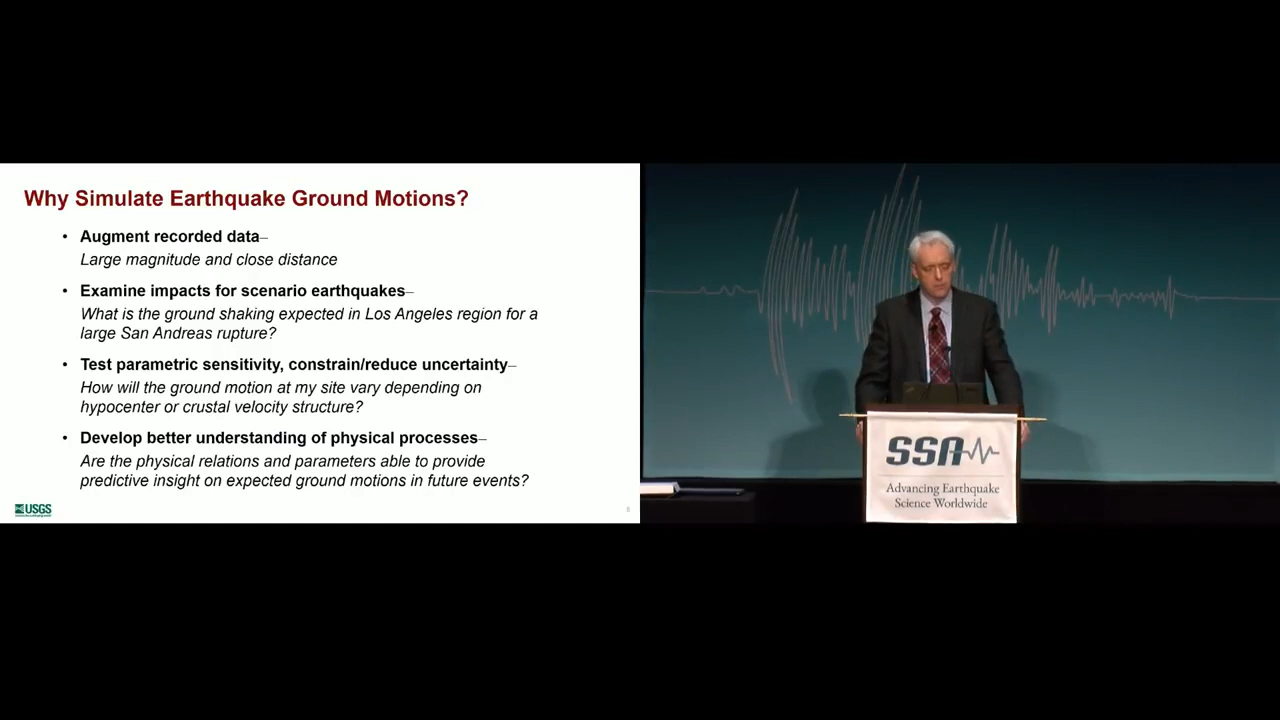 Why Simulate Earthquake Ground Motions?
• Augment recorded data–
Large magnitude and close distance
• Examine impacts for scenario earthquakes–
What is the ground shaking expected in Los Angeles region for a
large San Andreas rupture?
• Test parametric sensitivity, constrain/reduce uncertainty–
How will the ground motion at my site vary depending on
hypocenter or crustal velocity structure?
• Develop better understanding of physical processes–
Are the physical relations and parameters able to provide
predictive insight on expected ground motions in future events?
USGS
SSA
Advancing Earthquake
Science Worldwide